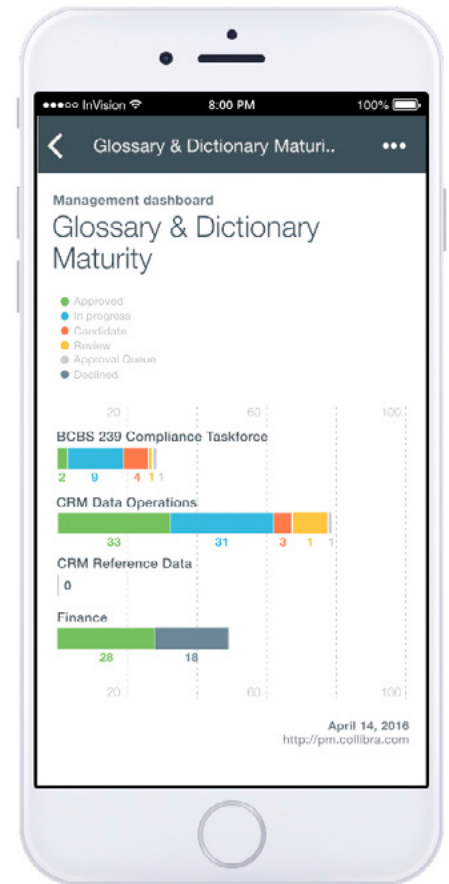 InVision 8:00 PM 100%
Glossary & Dictionary Maturi..
Management dashboard
Glossary & Dictionary
Maturity
Approved
In progress
Candidate
Review
Approval Queue
Declined
20 60 100
BCBS 239 Compliance Taskforce
2 9 4 1 1
CRM Data Operations
33 31 3 1 1
CRM Reference Data
0
Finance
28 18
20 60 100
April 14, 2016
http://pm.collibra.com